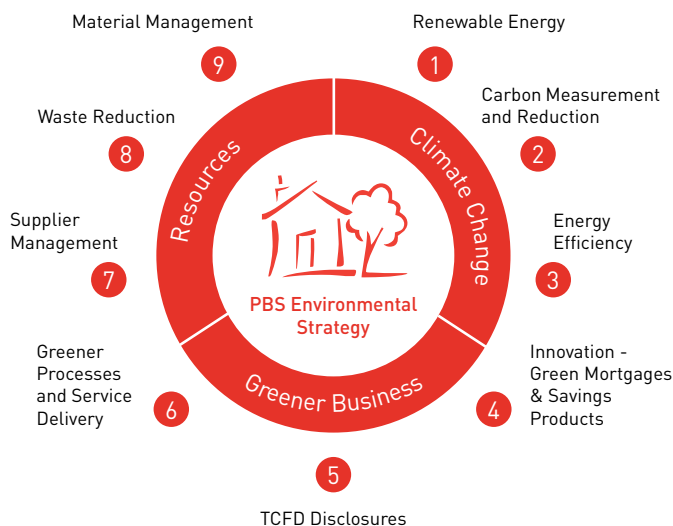 Material Management
9
Renewable Energy
1
Carbon Measurement
and Reduction
2
Energy
Efficiency
3
Innovation -
Green Mortgages
& Savings
Products
4
5
TCFD Disclosures
Greener
Processes
and Service
Delivery
6
Supplier
Management
7
Waste Reduction
8
Resources
Climate Change
Greener Business
PBS Environmental
Strategy